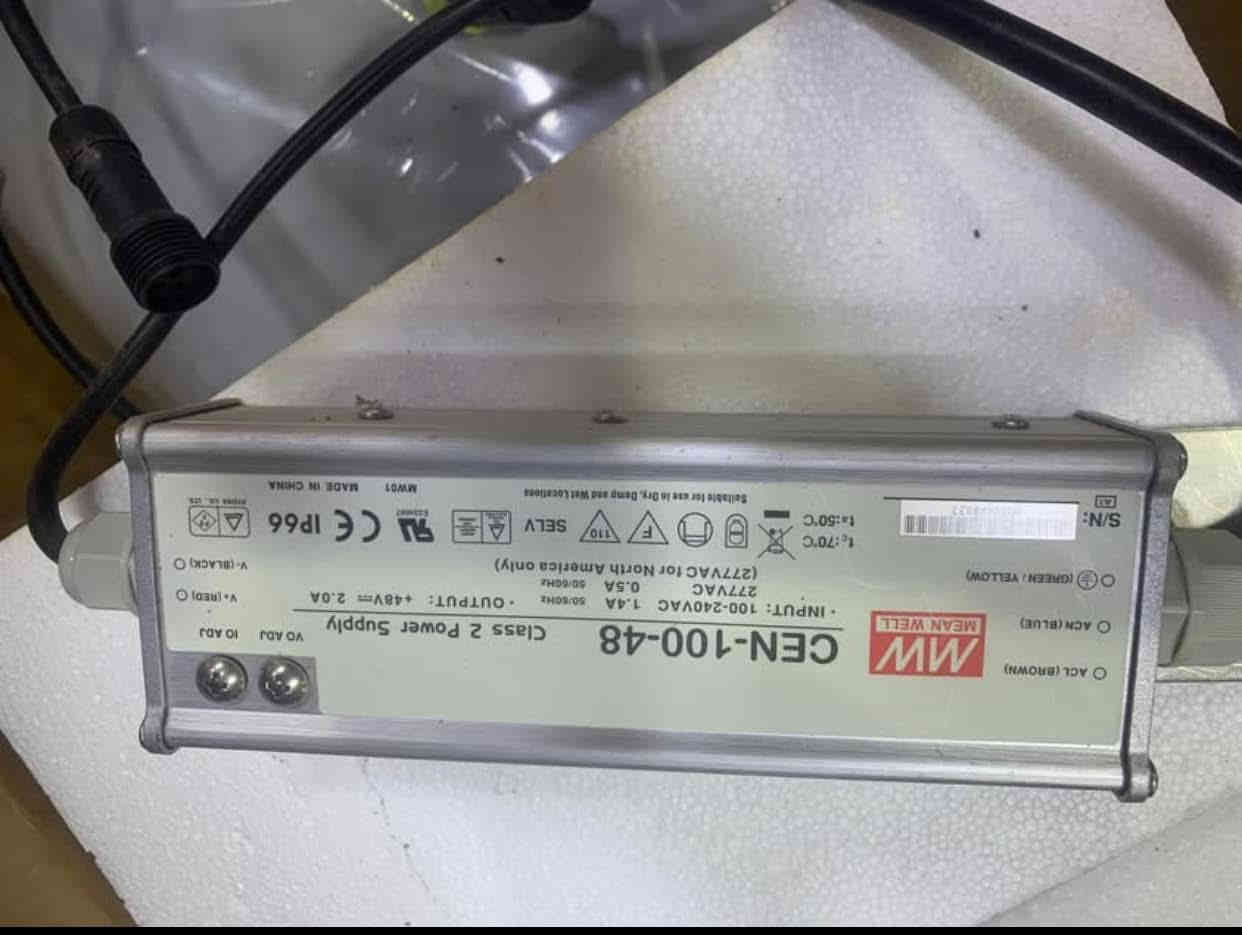 ACL (BROWN)
ACN (BLUE)
(GREEN / YELLOW)
S/N:
A1
MW
MEAN WELL
CEN-100-48
Class 2 Power Supply
· INPUT: 100-240VAC 1.4A 50/60Hz
277VAC 0.5A 50/60Hz
(277VAC for North America only)
· OUTPUT: +48V⎓ 2.0A
tc:70°C
ta:50°C
F
110
SELV
IP66
Suitable for use in Dry, Damp and Wet Locations
MW01
MADE IN CHINA
VO ADJ
IO ADJ
V+ (RED)
V- (BLACK)